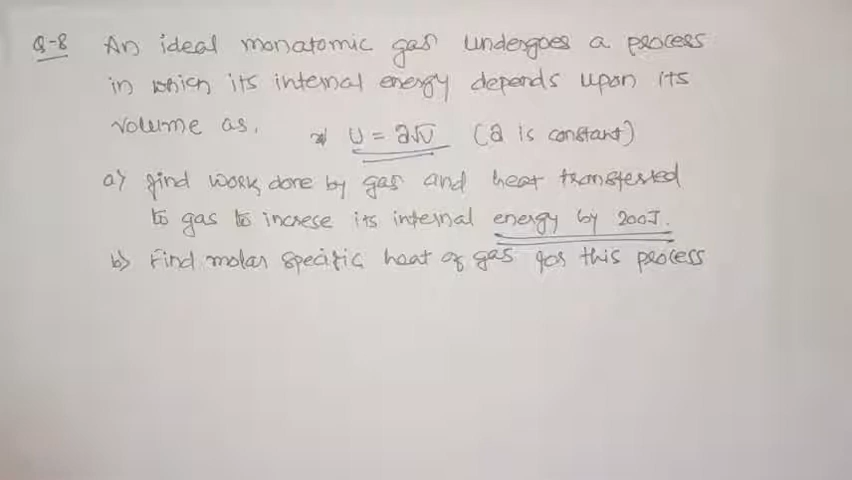 Q-8 An ideal monatomic gas undergoes a process
in which its internal energy depends upon its
volume as, U = a√V (a is constant)
a) find work done by gas and heat transfested
to gas to increse its internal energy by 200J.
b) Find molar specific heat of gas for this process